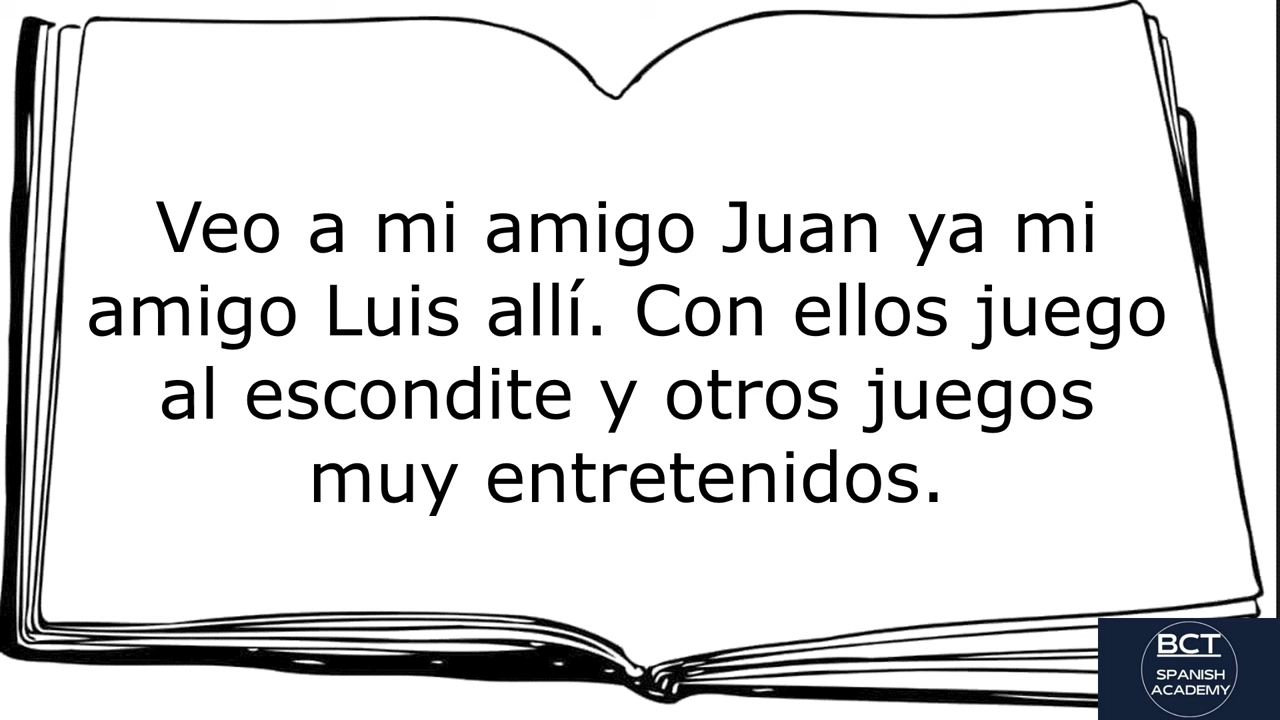 Veo a mi amigo Juan ya mi
amigo Luis allí. Con ellos juego
al escondite y otros juegos
muy entretenidos.
BCT
SPANISH
ACADEMY